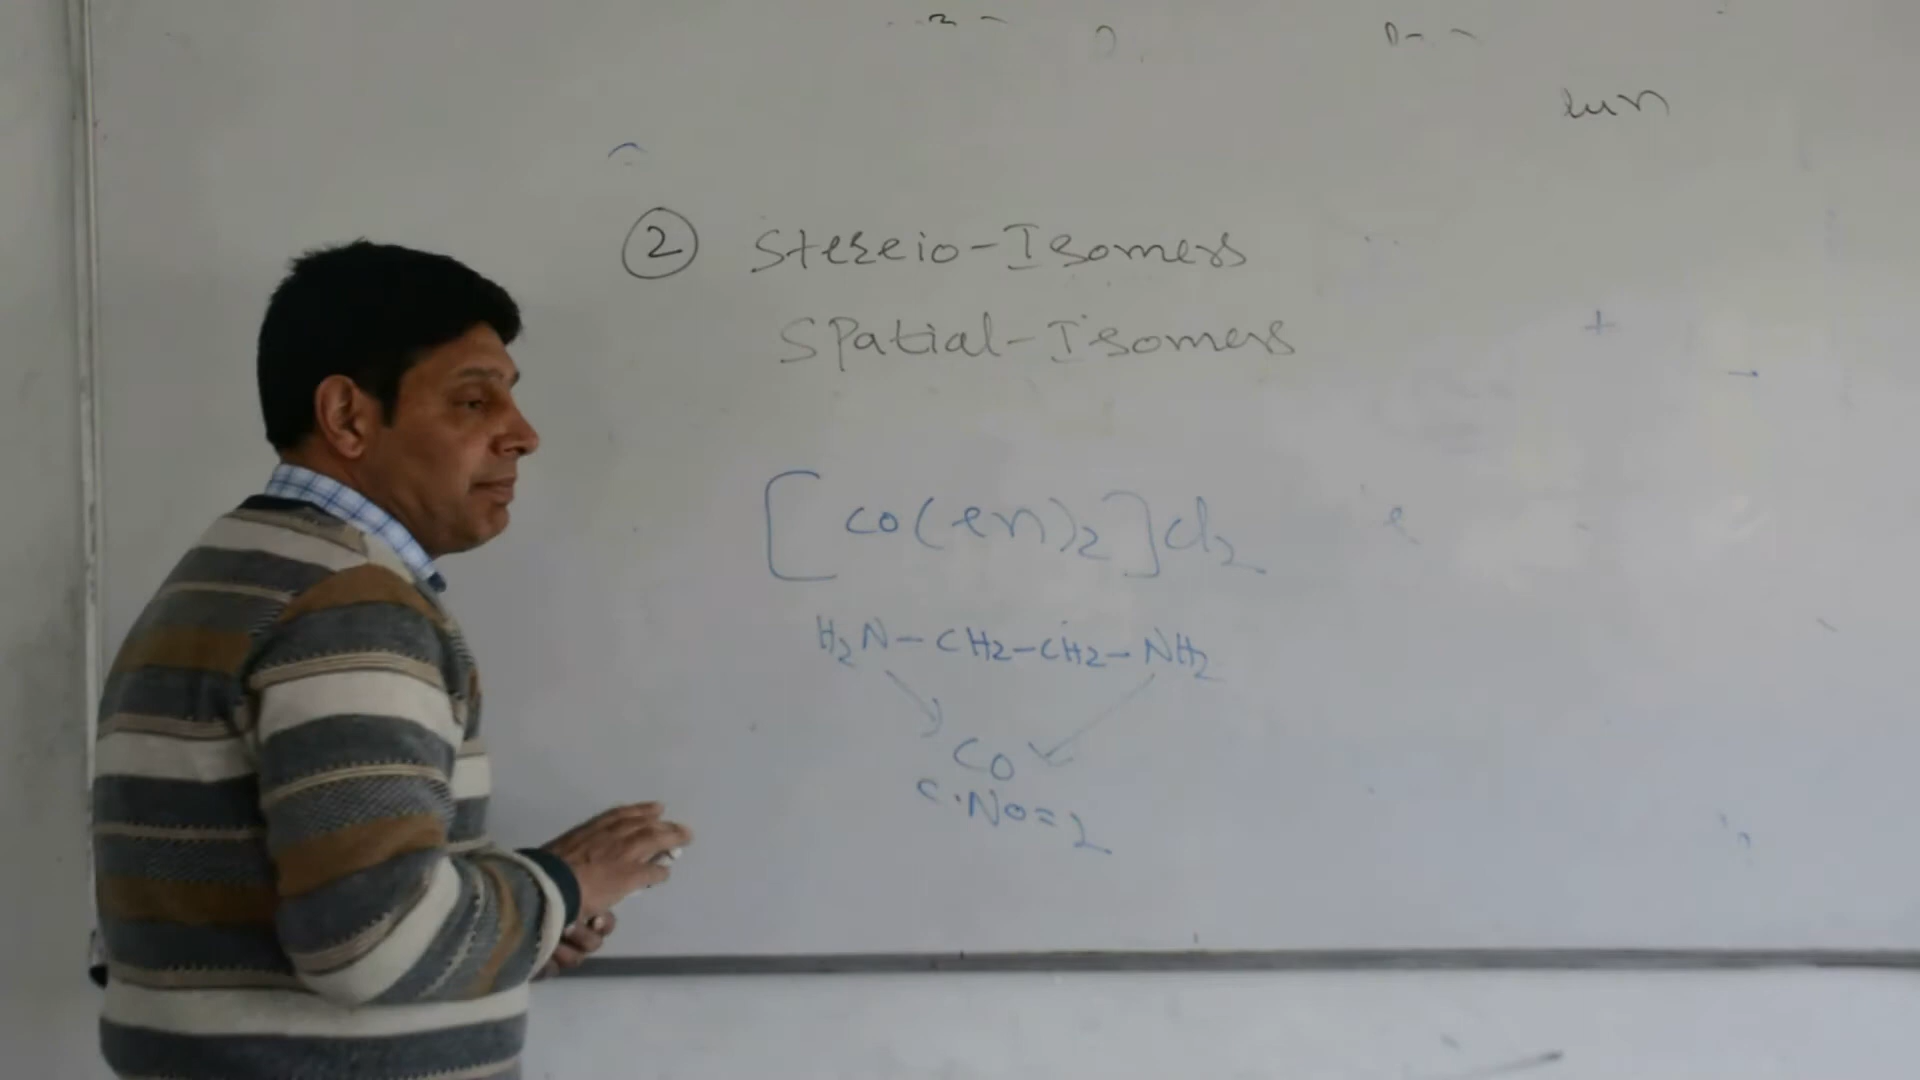 ② Stereio-Isomers
Spatial-Isomers
[Co(en)2]Cl2
H2N-CH2-CH2-NH2
Co
C.No=2